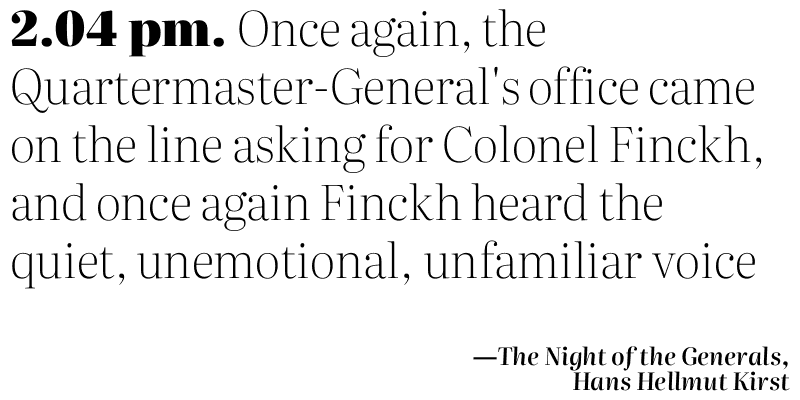 2.04 pm. Once again, the
Quartermaster-General's office came
on the line asking for Colonel Finckh,
and once again Finckh heard the
quiet, unemotional, unfamiliar voice
—The Night of the Generals,
Hans Hellmut Kirst